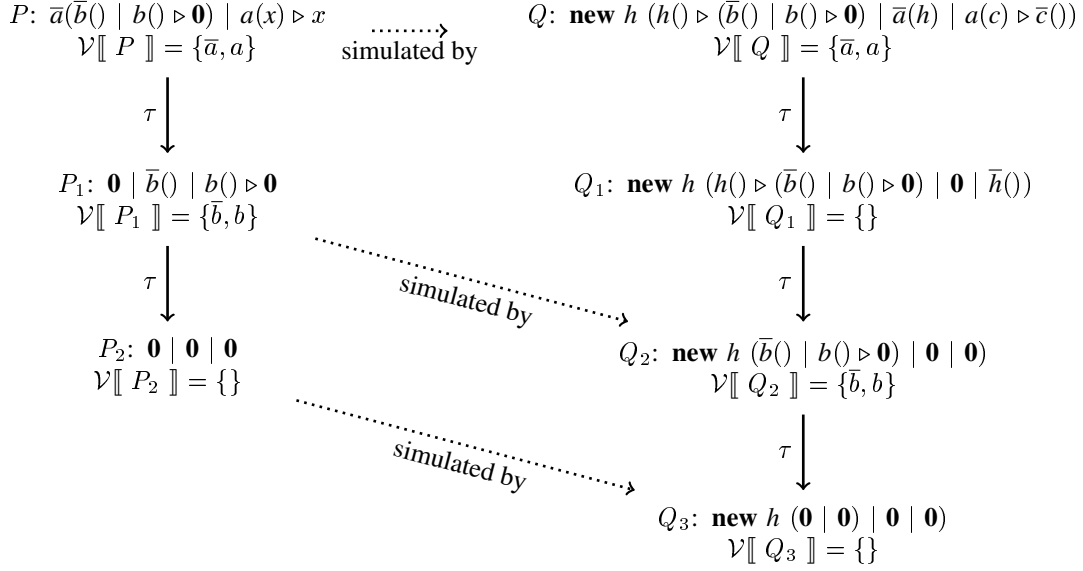 P: a̅(b̅() | b() ▹ 0) | a(x) ▹ x
𝒱⟦ P ⟧ = {a̅, a}
simulated by
Q: new h (h() ▹ (b̅() | b() ▹ 0) | a̅(h) | a(c) ▹ c̅())
𝒱⟦ Q ⟧ = {a̅, a}
τ
τ
P₁: 0 | b̅() | b() ▹ 0
𝒱⟦ P₁ ⟧ = {b̅, b}
Q₁: new h (h() ▹ (b̅() | b() ▹ 0) | 0 | h̅())
𝒱⟦ Q₁ ⟧ = {}
τ
simulated by
τ
P₂: 0 | 0 | 0
𝒱⟦ P₂ ⟧ = {}
Q₂: new h (b̅() | b() ▹ 0) | 0 | 0)
𝒱⟦ Q₂ ⟧ = {b̅, b}
simulated by
τ
Q₃: new h (0 | 0) | 0 | 0)
𝒱⟦ Q₃ ⟧ = {}